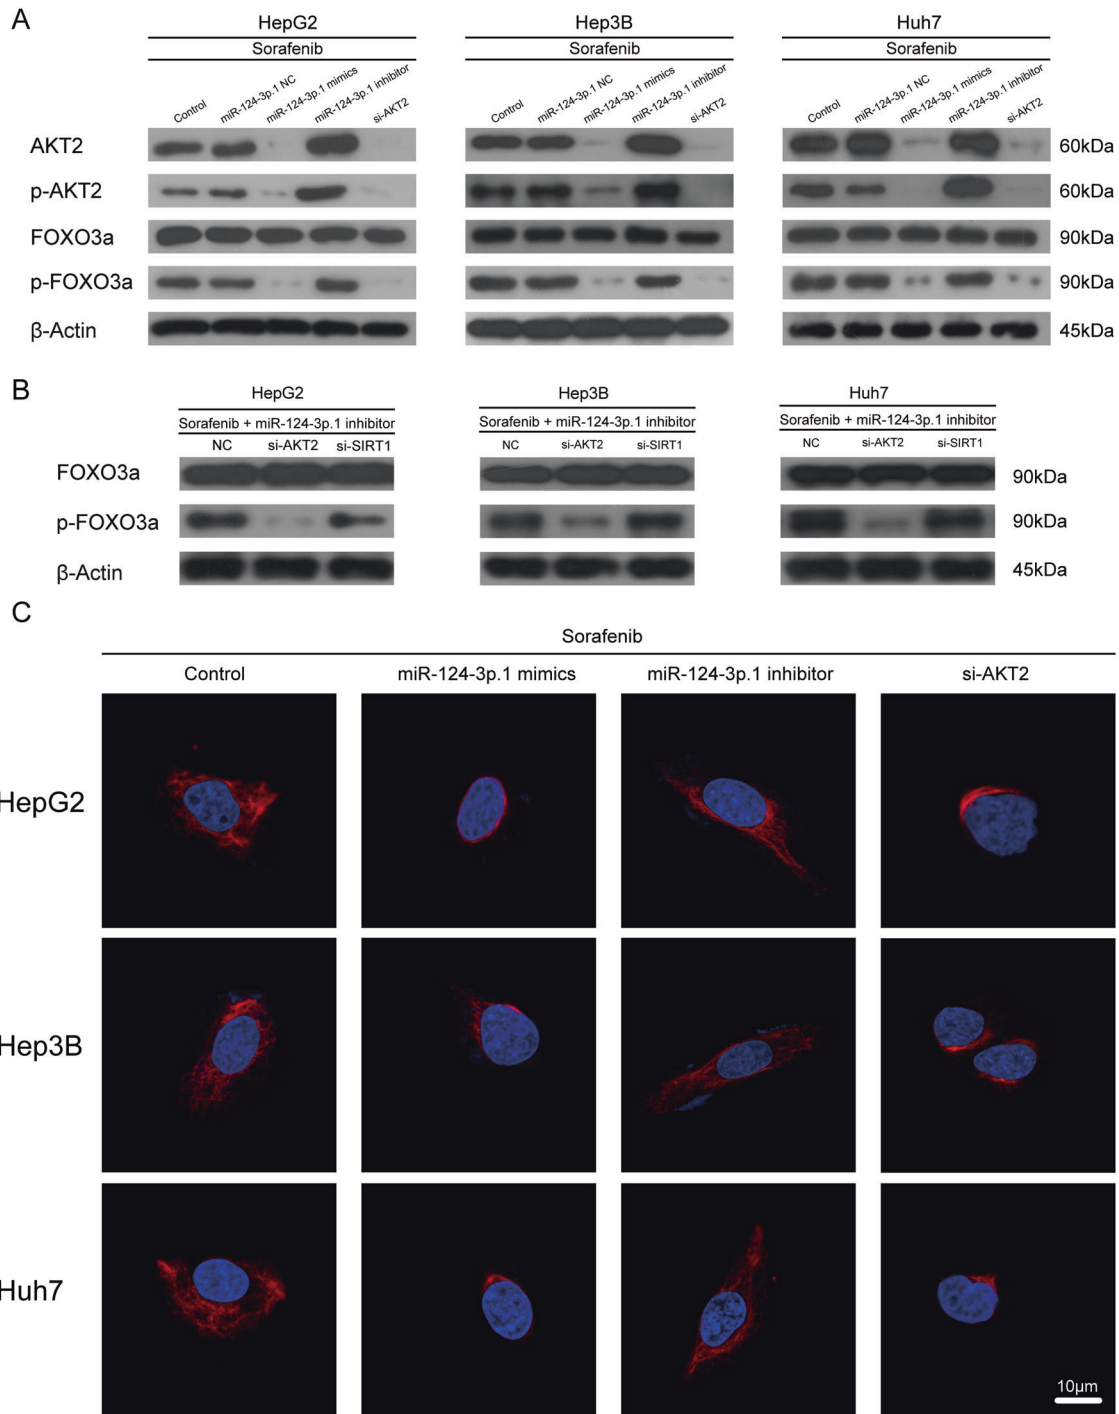 A
HepG2 Hep3B Huh7
Sorafenib Sorafenib Sorafenib
Control miR-124-3p.1 NC miR-124-3p.1 mimics miR-124-3p.1 inhibitor si-AKT2 Control miR-124-3p.1 NC miR-124-3p.1 mimics miR-124-3p.1 inhibitor si-AKT2 Control miR-124-3p.1 NC miR-124-3p.1 mimics miR-124-3p.1 inhibitor si-AKT2
AKT2 60kDa
p-AKT2 60kDa
FOXO3a 90kDa
p-FOXO3a 90kDa
β-Actin 45kDa
B
HepG2 Hep3B Huh7
Sorafenib + miR-124-3p.1 inhibitor Sorafenib + miR-124-3p.1 inhibitor Sorafenib + miR-124-3p.1 inhibitor
NC si-AKT2 si-SIRT1 NC si-AKT2 si-SIRT1 NC si-AKT2 si-SIRT1
FOXO3a 90kDa
p-FOXO3a 90kDa
β-Actin 45kDa
C
Sorafenib
Control miR-124-3p.1 mimics miR-124-3p.1 inhibitor si-AKT2
HepG2
Hep3B
Huh7
10μm